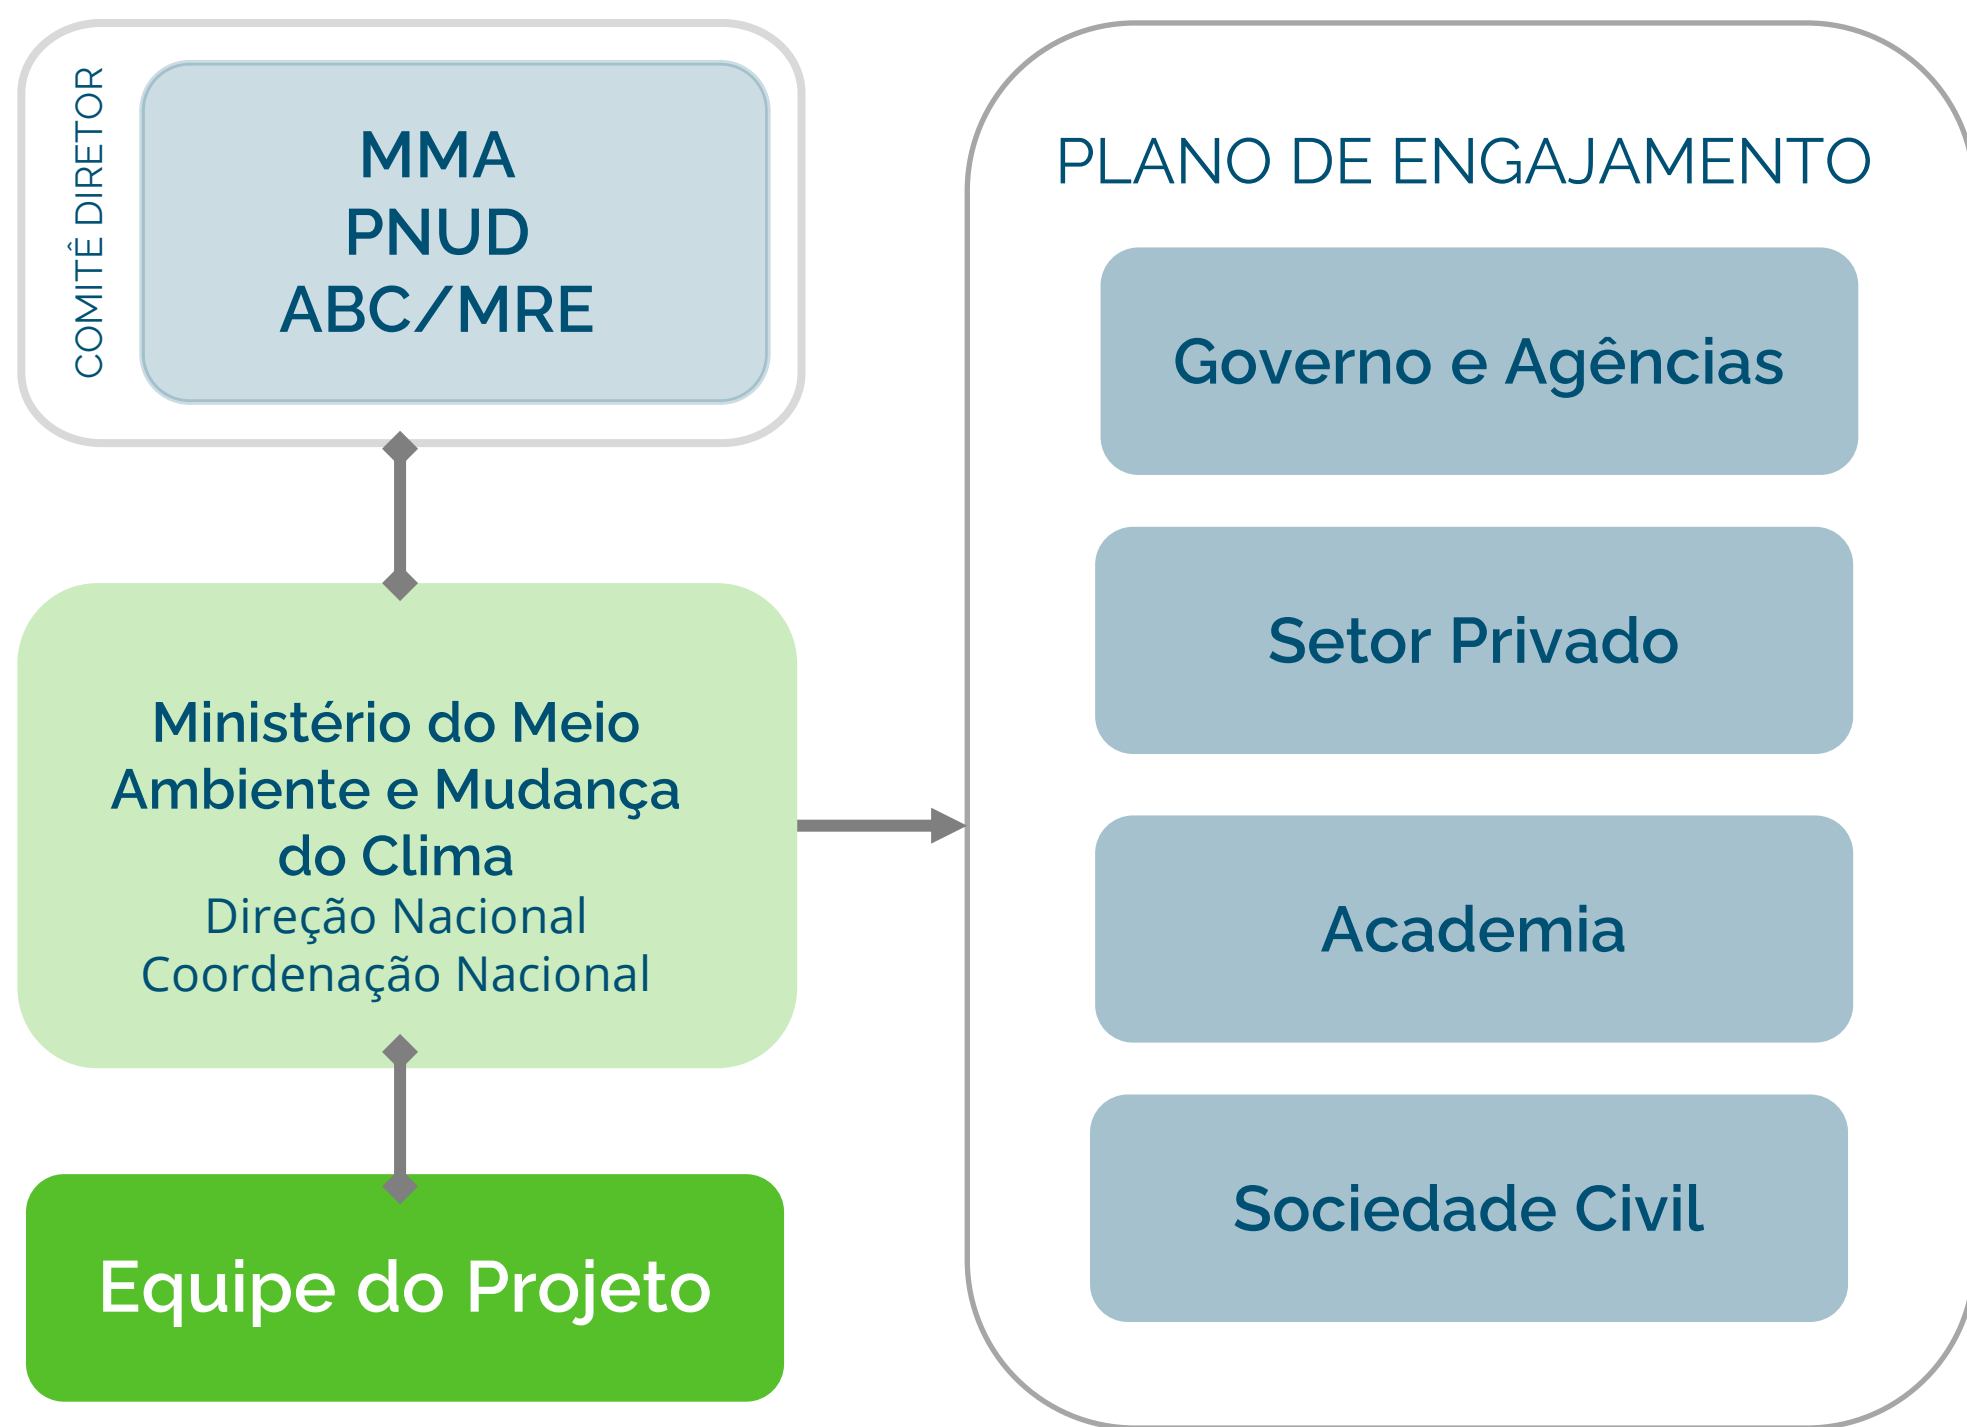 COMITÊ DIRETOR
MMA
PNUD
ABC/MRE
Ministério do Meio
Ambiente e Mudança
do Clima
Direção Nacional
Coordenação Nacional
Equipe do Projeto
PLANO DE ENGAJAMENTO
Governo e Agências
Setor Privado
Academia
Sociedade Civil